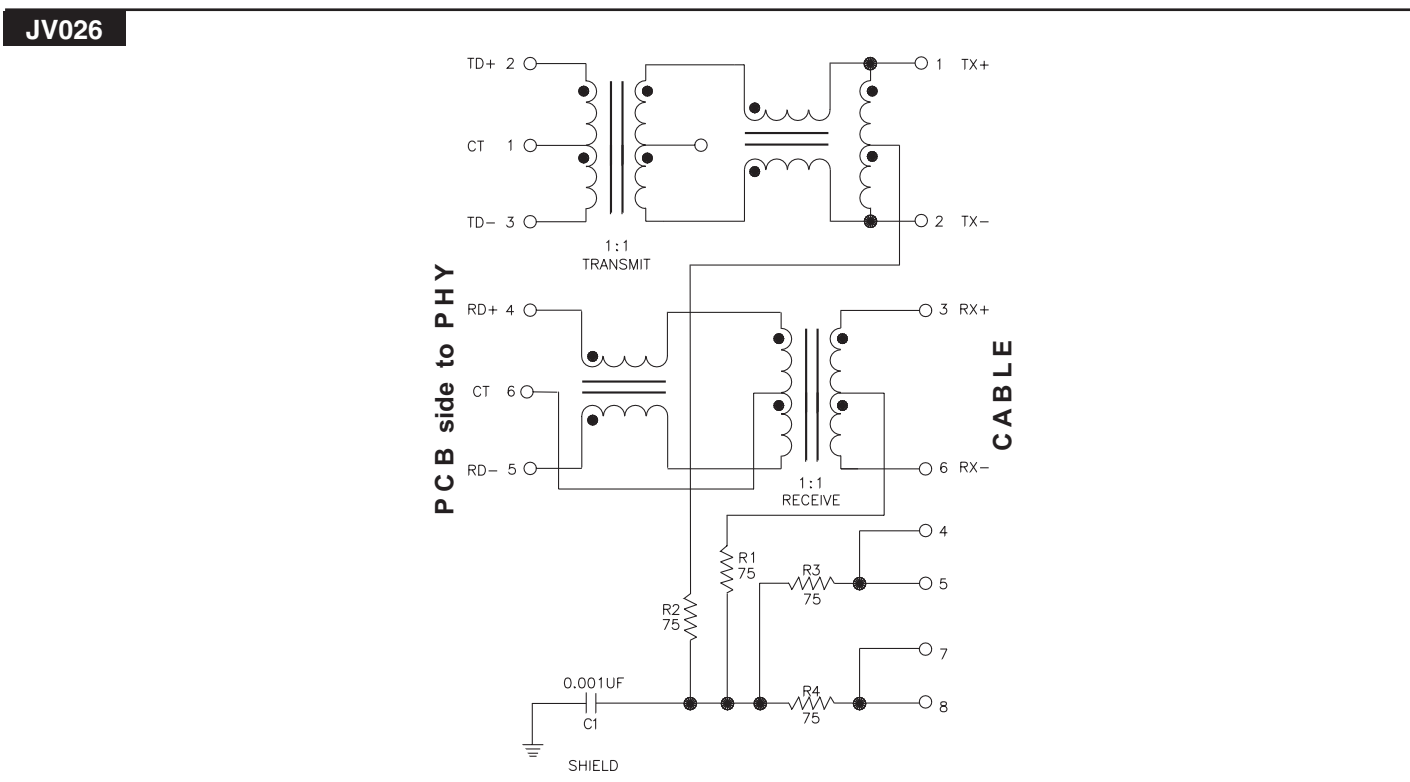 JV026
TD+ 2
1 TX+
CT 1
TD− 3
2 TX−
1:1
TRANSMIT
PCB side to PHY
RD+ 4
3 RX+
CABLE
CT 6
RD− 5
6 RX−
1:1
RECEIVE
4
R1
75
R3
75
5
R2
75
7
0.001UF
C1
R4
75
8
SHIELD